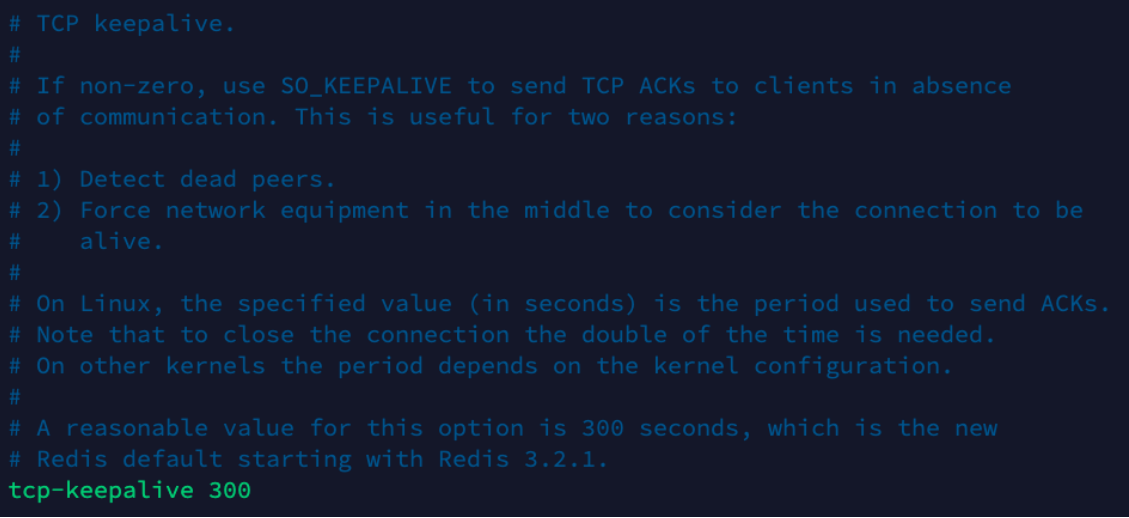 # TCP keepalive.
#
# If non-zero, use SO_KEEPALIVE to send TCP ACKs to clients in absence
# of communication. This is useful for two reasons:
#
# 1) Detect dead peers.
# 2) Force network equipment in the middle to consider the connection to be
#    alive.
#
# On Linux, the specified value (in seconds) is the period used to send ACKs.
# Note that to close the connection the double of the time is needed.
# On other kernels the period depends on the kernel configuration.
#
# A reasonable value for this option is 300 seconds, which is the new
# Redis default starting with Redis 3.2.1.
tcp-keepalive 300